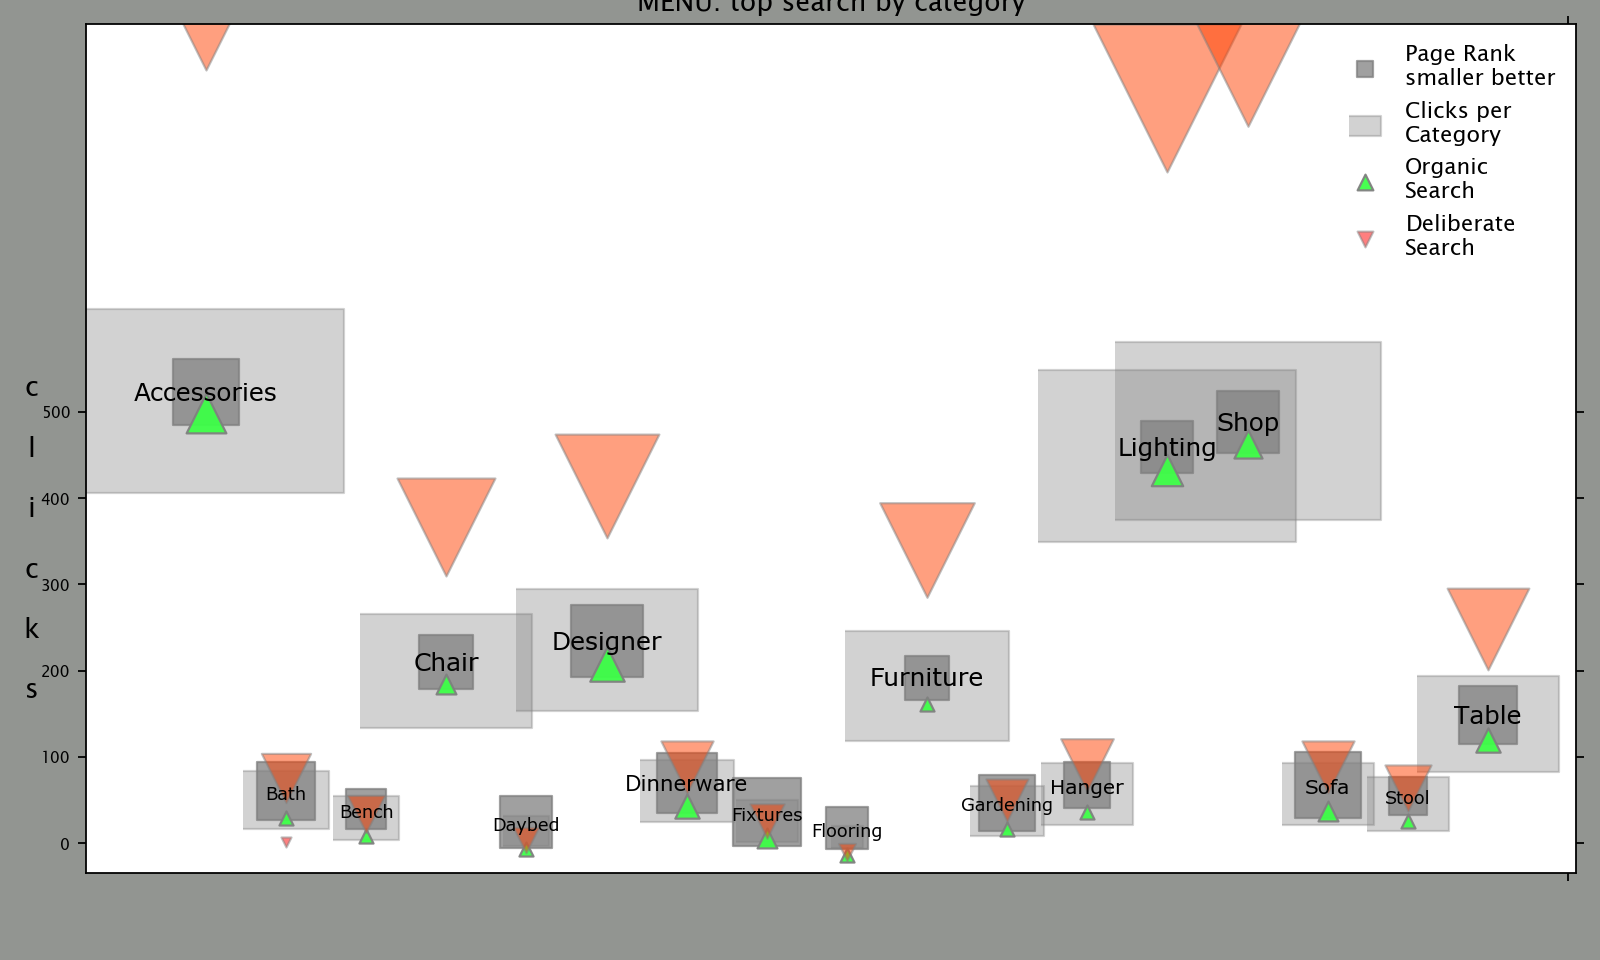 MENU: top search by category
Page Rank
smaller better
Clicks per
Category
Organic
Search
Deliberate
Search
c
l
i
c
k
s
500
400
300
200
100
0
Accessories
Shop
Lighting
Designer
Chair
Furniture
Table
Dinnerware
Hanger
Sofa
Bath
Stool
Gardening
Bench
Fixtures
Daybed
Flooring